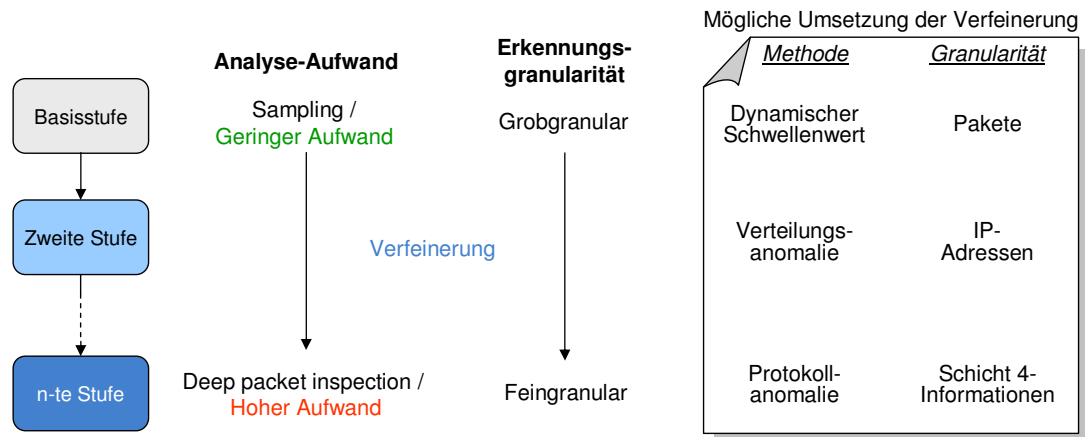 Mögliche Umsetzung der Verfeinerung
Analyse-Aufwand
Erkennungs-
granularität
Methode
Granularität
Basisstufe
Sampling /
Geringer Aufwand
Grobgranular
Dynamischer
Schwellenwert
Pakete
Zweite Stufe
Verfeinerung
Verteilungs-
anomalie
IP-
Adressen
n-te Stufe
Deep packet inspection /
Hoher Aufwand
Feingranular
Protokoll-
anomalie
Schicht 4-
Informationen